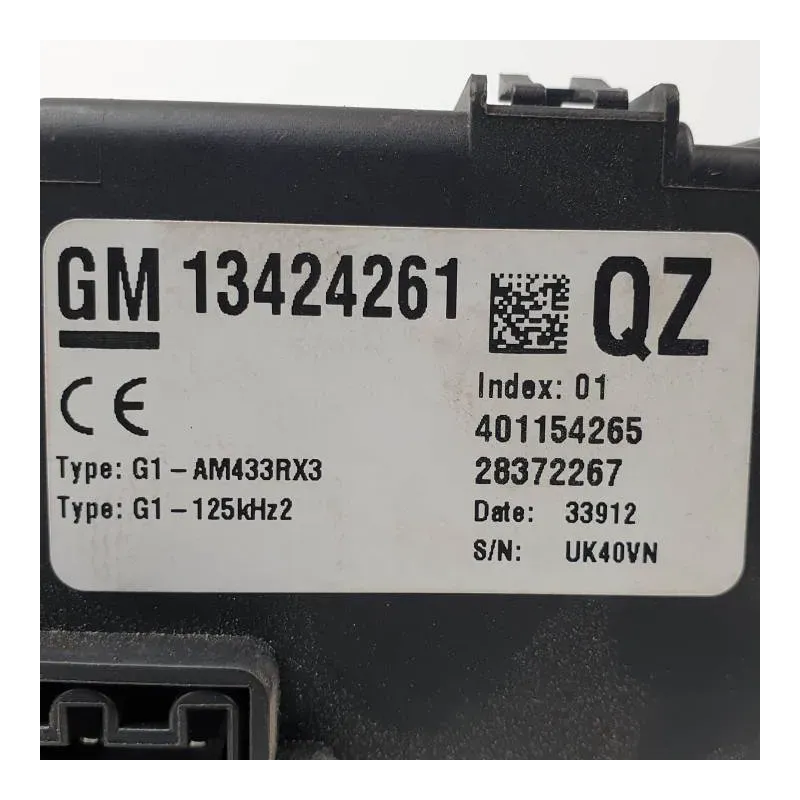 GM 13424261 QZ
CE
Index: 01
401154265
Type: G1-AM433RX3
28372267
Type: G1-125kHz2
Date: 33912
S/N: UK40VN